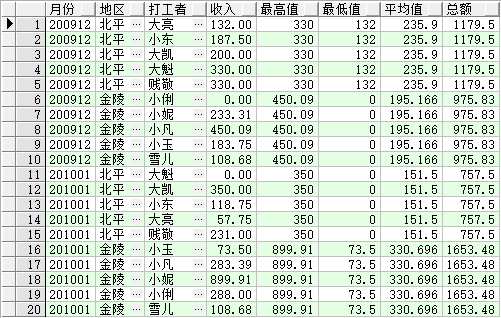 月份 地区 打工者 收入 最高值 最低值 平均值 总额
1 200912 北平 ··· 大亮 ··· 132.00 330 132 235.9 1179.5
2 200912 北平 ··· 小东 ··· 187.50 330 132 235.9 1179.5
3 200912 北平 ··· 大凯 ··· 200.00 330 132 235.9 1179.5
4 200912 北平 ··· 大魁 ··· 330.00 330 132 235.9 1179.5
5 200912 北平 ··· 贱敬 ··· 330.00 330 132 235.9 1179.5
6 200912 金陵 ··· 小俐 ··· 0.00 450.09 0 195.166 975.83
7 200912 金陵 ··· 小妮 ··· 233.31 450.09 0 195.166 975.83
8 200912 金陵 ··· 小凡 ··· 450.09 450.09 0 195.166 975.83
9 200912 金陵 ··· 小玉 ··· 183.75 450.09 0 195.166 975.83
10 200912 金陵 ··· 雪儿 ··· 108.68 450.09 0 195.166 975.83
11 201001 北平 ··· 大魁 ··· 0.00 350 0 151.5 757.5
12 201001 北平 ··· 大凯 ··· 350.00 350 0 151.5 757.5
13 201001 北平 ··· 小东 ··· 118.75 350 0 151.5 757.5
14 201001 北平 ··· 大亮 ··· 57.75 350 0 151.5 757.5
15 201001 北平 ··· 贱敬 ··· 231.00 350 0 151.5 757.5
16 201001 金陵 ··· 小玉 ··· 73.50 899.91 73.5 330.696 1653.48
17 201001 金陵 ··· 小凡 ··· 283.39 899.91 73.5 330.696 1653.48
18 201001 金陵 ··· 小妮 ··· 899.91 899.91 73.5 330.696 1653.48
19 201001 金陵 ··· 小俐 ··· 288.00 899.91 73.5 330.696 1653.48
20 201001 金陵 ··· 雪儿 ··· 108.68 899.91 73.5 330.696 1653.48